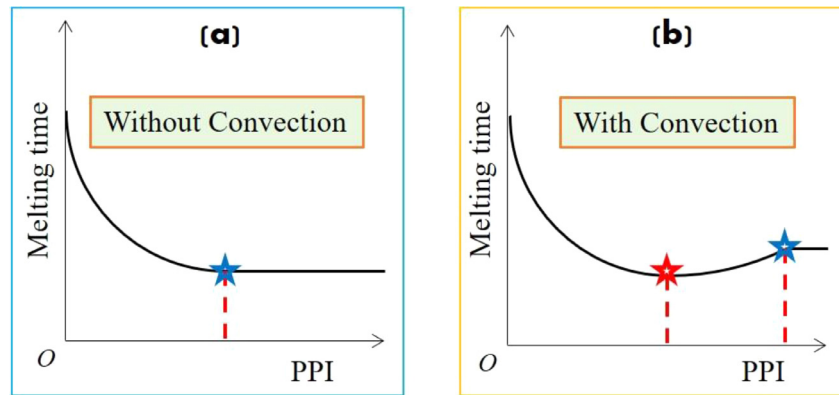 (a)
Without Convection
Melting time
O
PPI
(b)
With Convection
Melting time
O
PPI